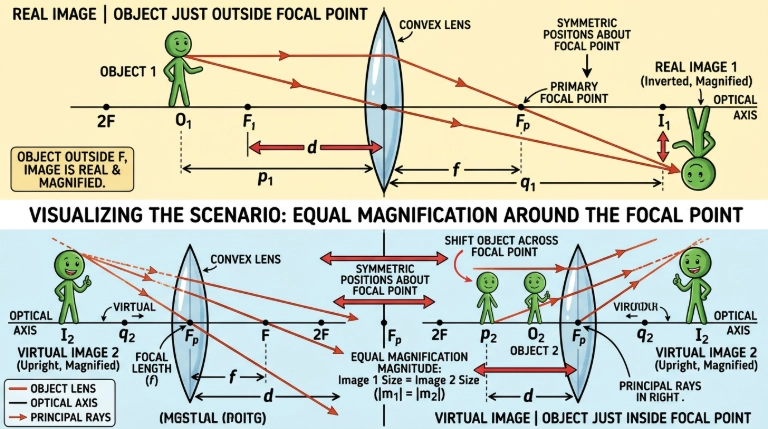 REAL IMAGE | OBJECT JUST OUTSIDE FOCAL POINT
CONVEX LENS
SYMMETRIC
POSITONS ABOUT
FOCAL POINT
OBJECT 1
REAL IMAGE 1
(Inverted, Magnified)
PRIMARY
FOCAL POINT
OPTICAL
AXIS
2F
O₁
F₁
Fₚ
I₁
d
f
p₁
q₁
OBJECT OUTSIDE F,
IMAGE IS REAL &
MAGNIFIED.
VISUALIZING THE SCENARIO: EQUAL MAGNIFICATION AROUND THE FOCAL POINT
CONVEX LENS
VIRTUAL
OPTICAL
AXIS
I₂
q₂
Fₚ
F
2F
VIRTUAL IMAGE 2
(Upright, Magnified)
FOCAL
LENGTH
(f)
f
d
OBJECT LENS
OPTICAL AXIS
PRINCIPAL RAYS
SYMMETRIC
POSITIONS ABOUT
FOCAL POINT
Fₚ
EQUAL MAGNIFICATION
MAGNITUDE:
Image 1 Size = Image 2 Size
(|m₁| = |m₂|)
SHIFT OBJECT ACROSS
FOCAL POINT
2F
p₂
O₂
Fₚ
q₂
I₂
OPTICAL
AXIS
OBJECT 2
VIRTUAL IMAGE 2
(Upright, Magnified)
d
PRINCIPAL RAYS
IN RIGHT.
VIRTUAL IMAGE | OBJECT JUST INSIDE FOCAL POINT